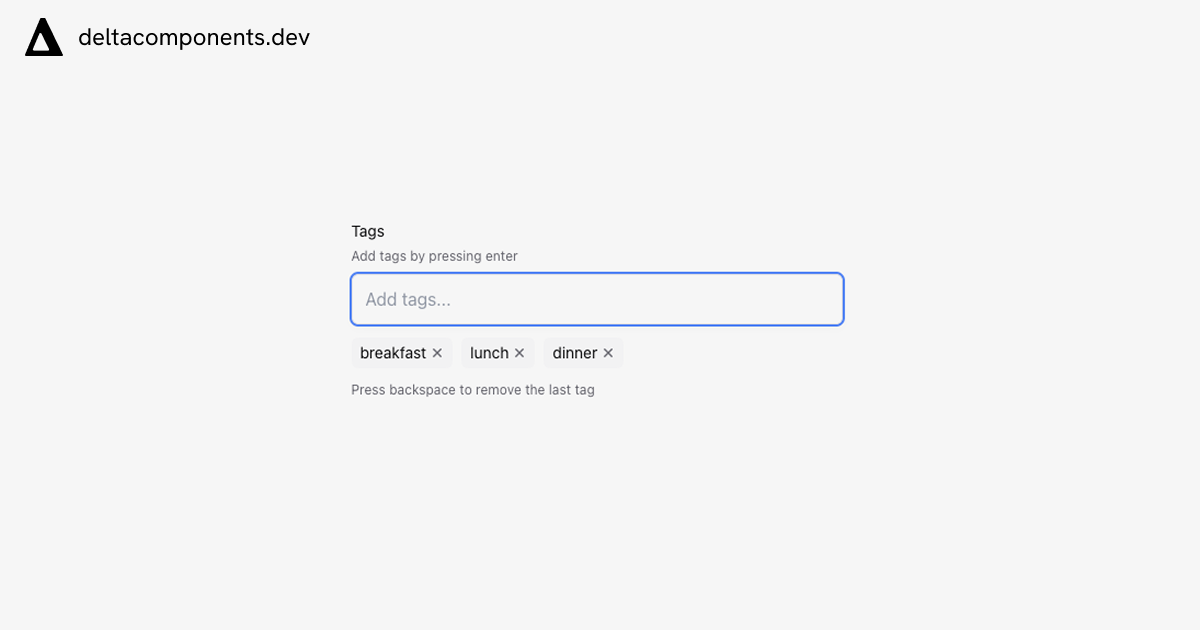 deltacomponents.dev
Tags
Add tags by pressing enter
Add tags...
breakfast × lunch × dinner ×
Press backspace to remove the last tag